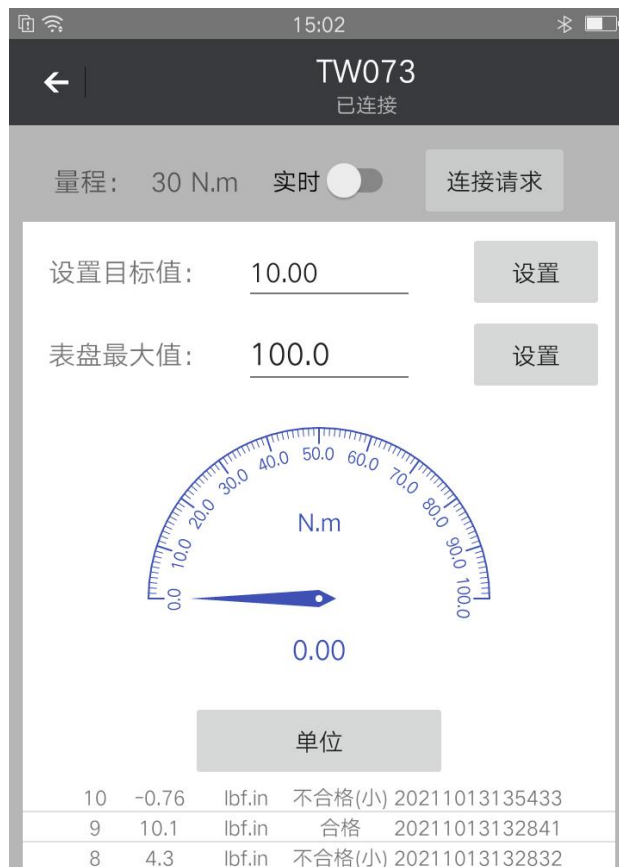 15:02
TW073
已连接
量程: 30 N.m 实时 连接请求
设置目标值: 10.00 设置
表盘最大值: 100.0 设置
0.0 10.0 20.0 30.0 40.0 50.0 60.0 70.0 80.0 90.0 100.0
N.m
0.00
单位
10 -0.76 lbf.in 不合格(小) 20211013135433
9 10.1 lbf.in 合格 20211013132841
8 4.3 lbf.in 不合格(小) 20211013132832